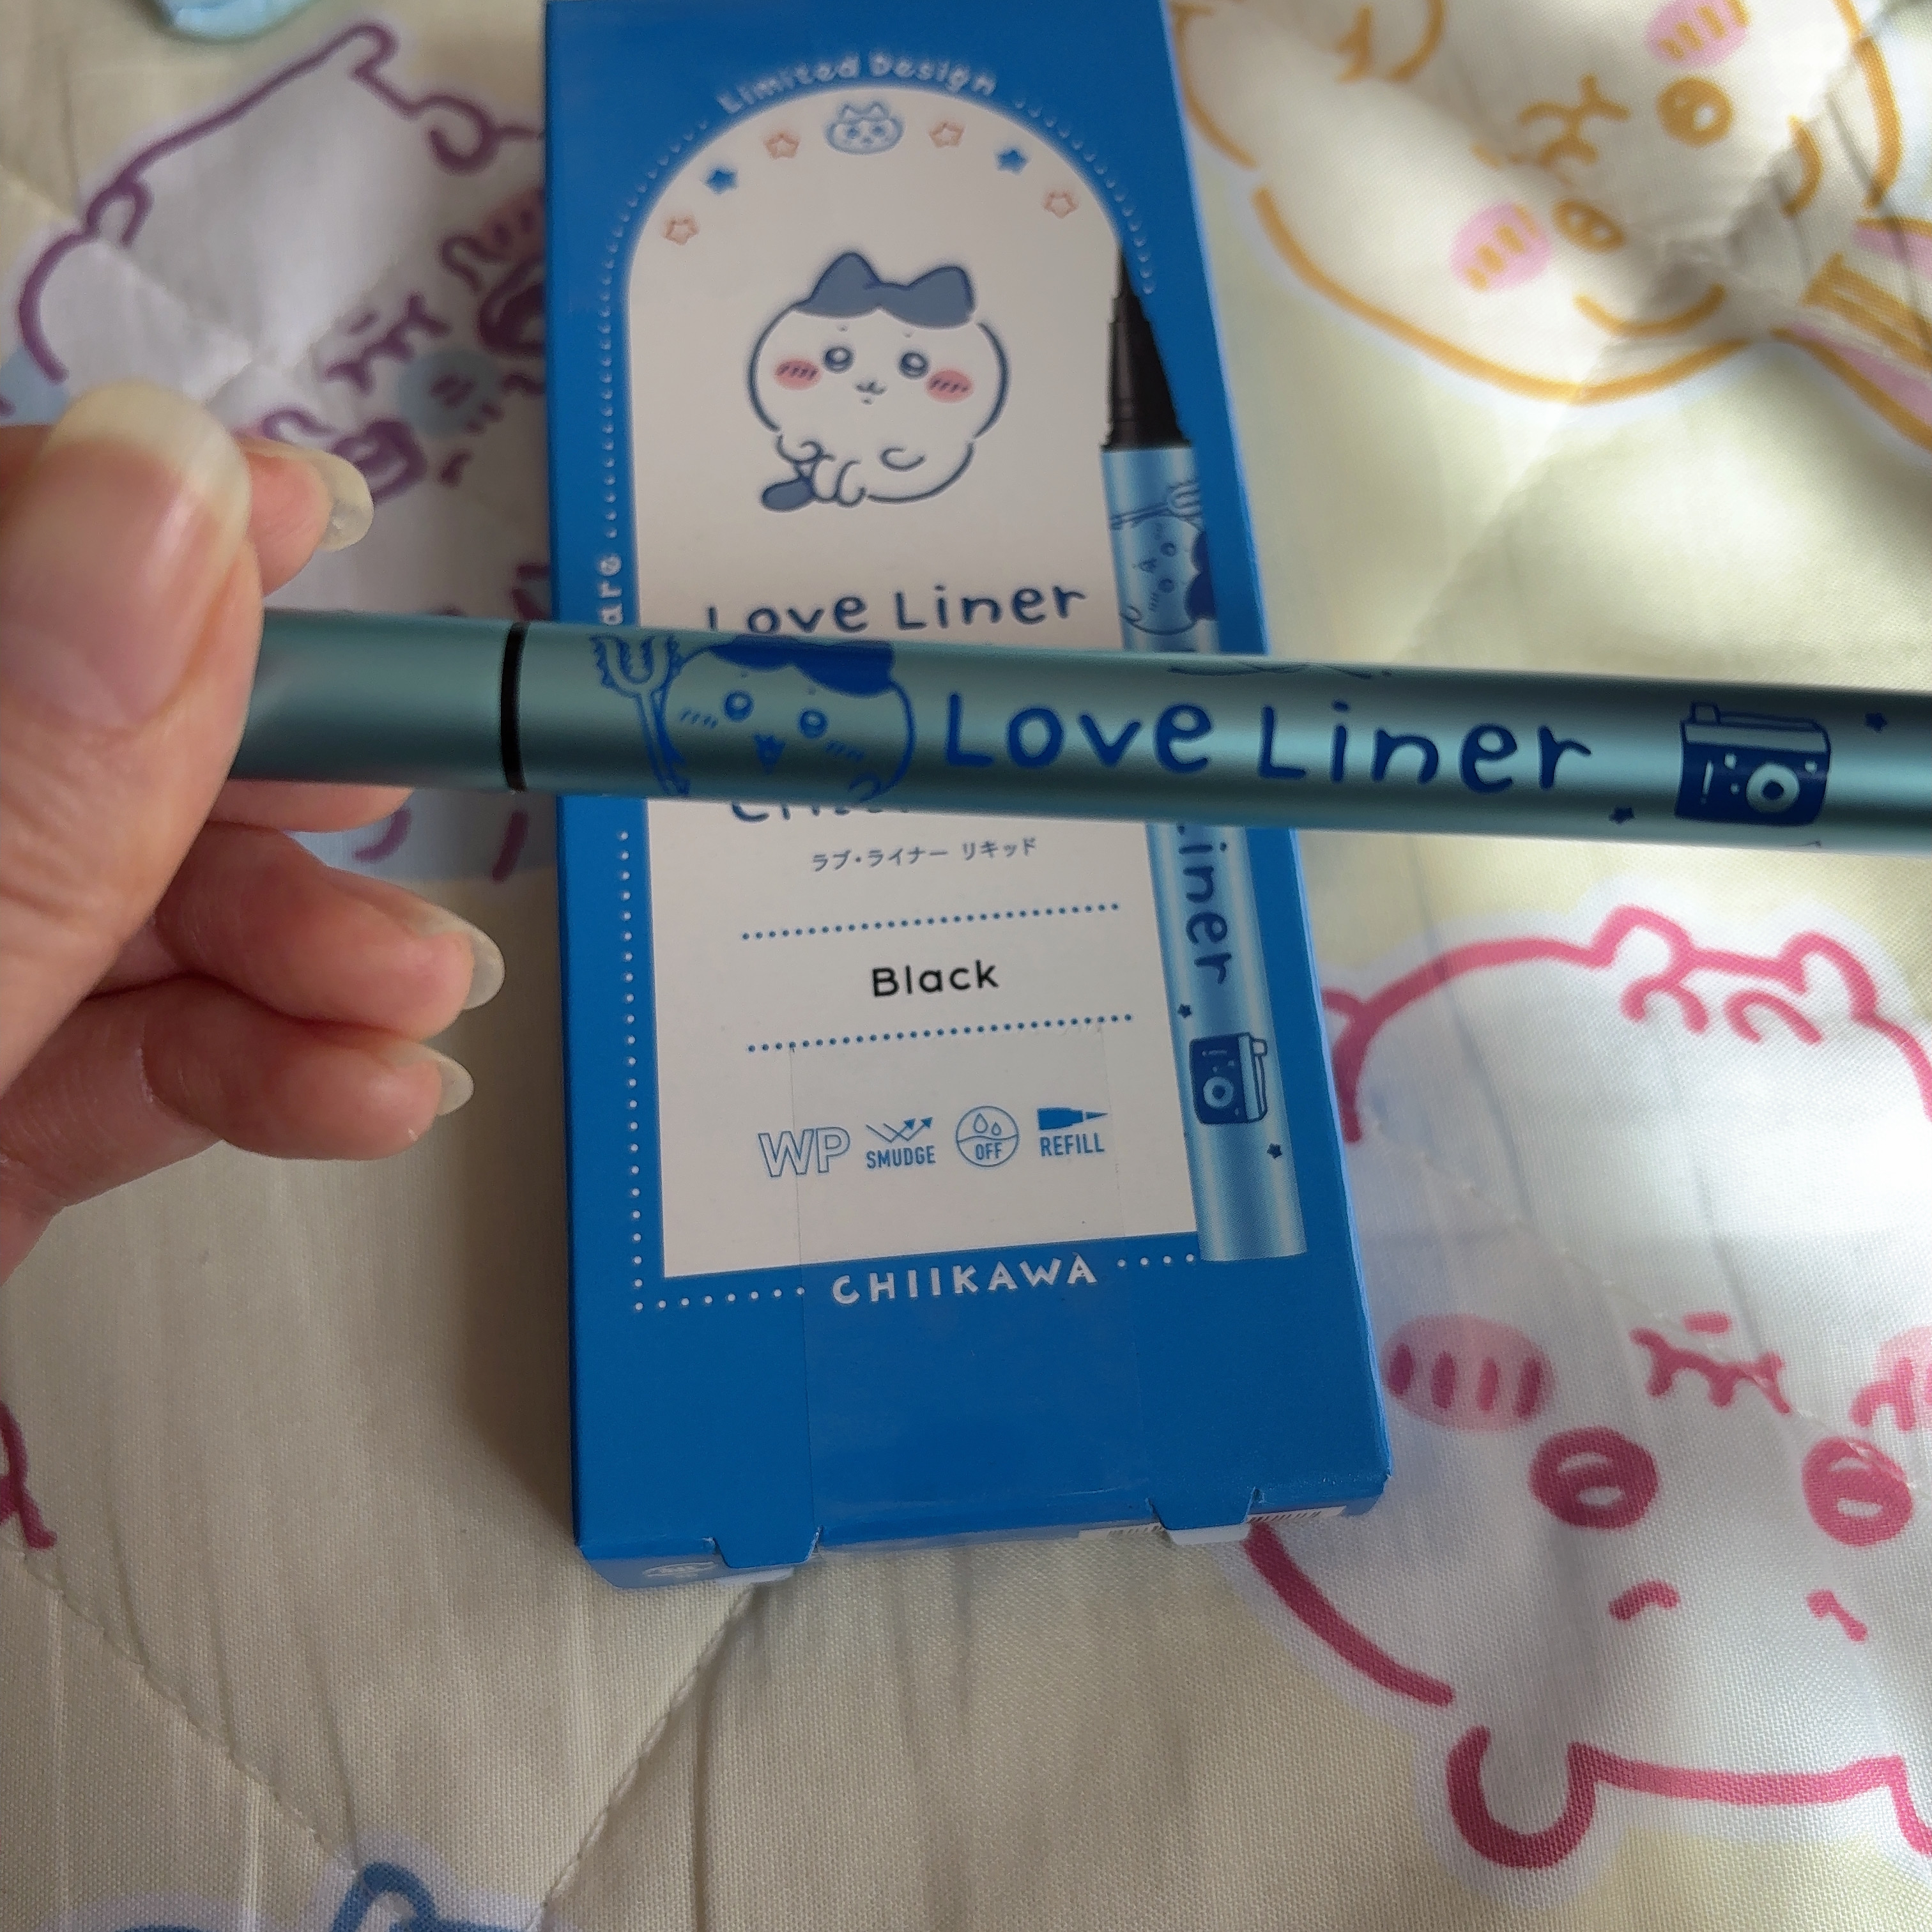 Limited Design
Love Liner
Love Liner
ラブ・ライナー リキッド
Liner
Black
WP
SMUDGE
OFF
REFILL
CHIIKAWA